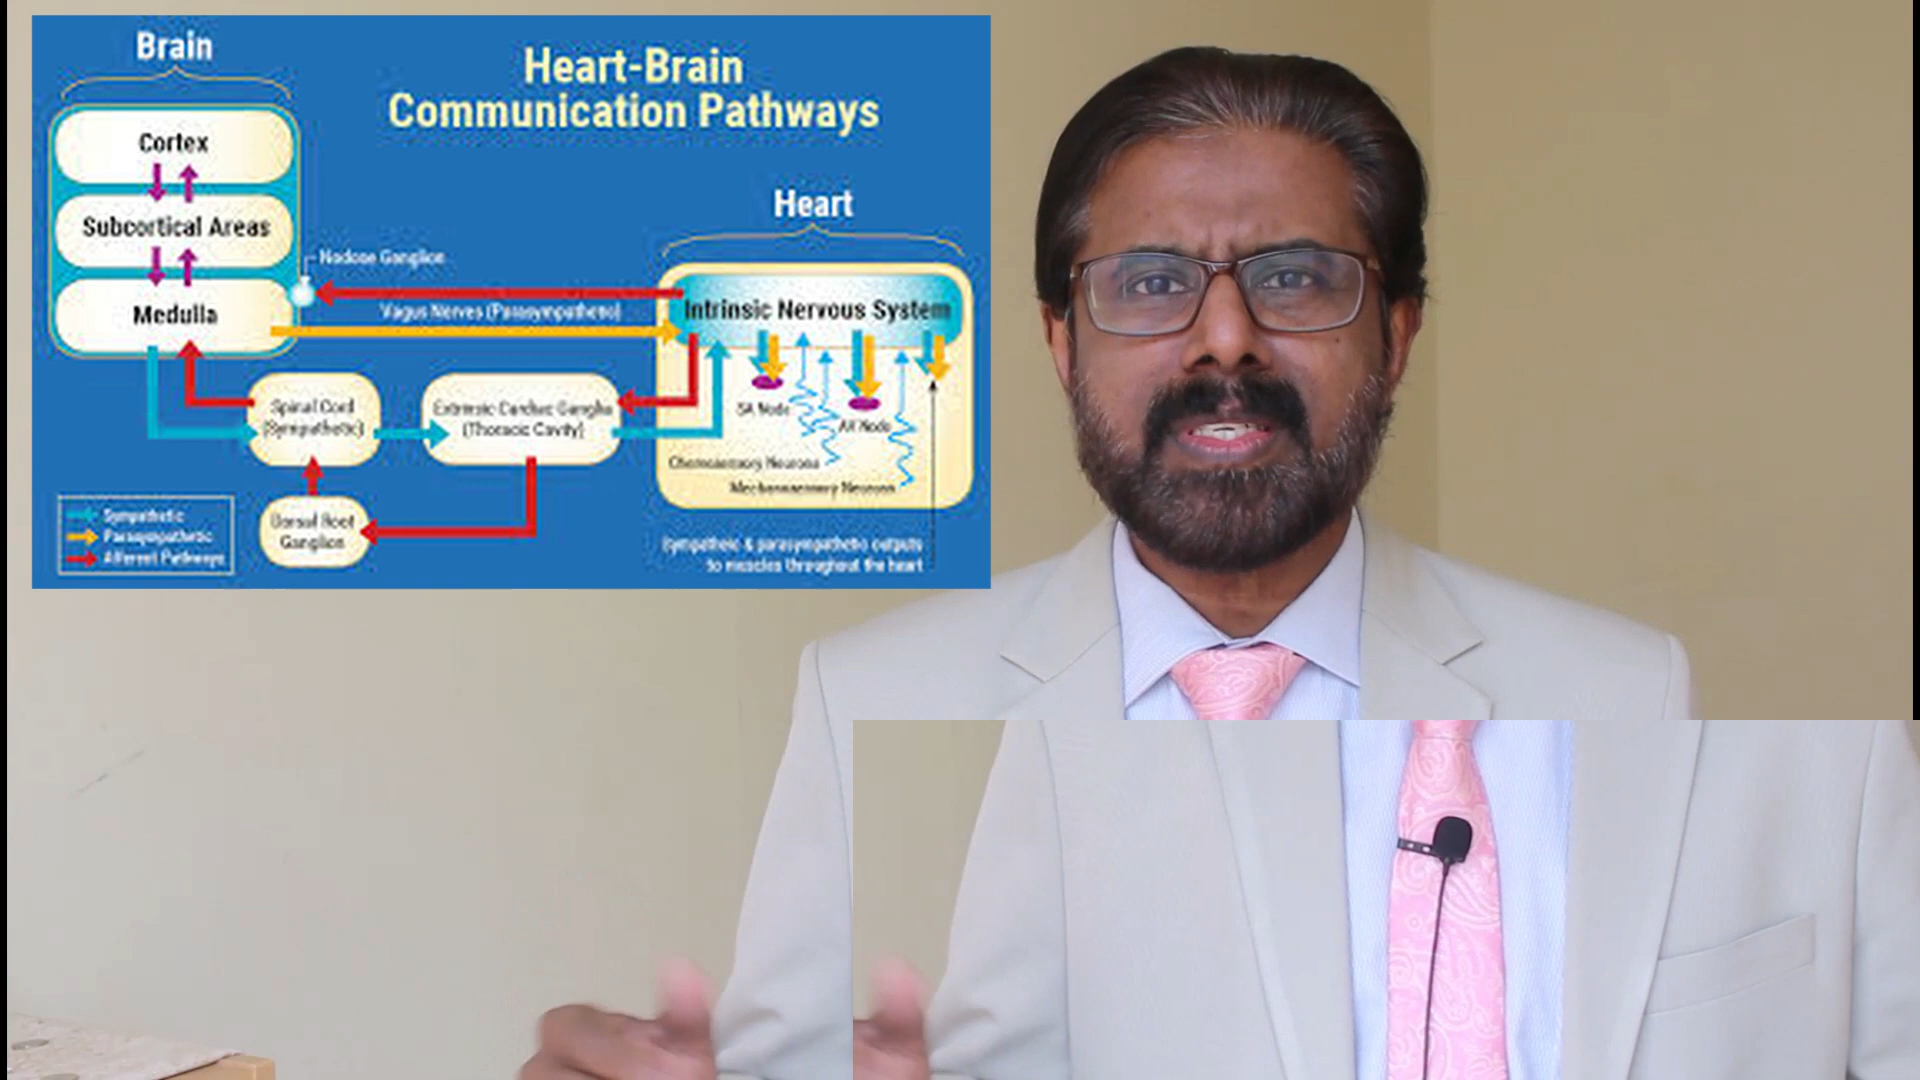 Brain
Heart-Brain
Communication Pathways
Cortex
Subcortical Areas
Medulla
Heart
Nodose Ganglion
Vagus Nerves (Parasympathetic)
Intrinsic Nervous System
Spinal Cord
(Sympathetic)
Extrinsic Cardiac Ganglia
(Thoracic Cavity)
SA Node
AV Node
Chemosensory Neurons
Mechanosensory Neurons
Dorsal Root
Ganglion
Sympathetic
Parasympathetic
Afferent Pathways
Sympathetic & parasympathetic outputs
to muscles throughout the heart